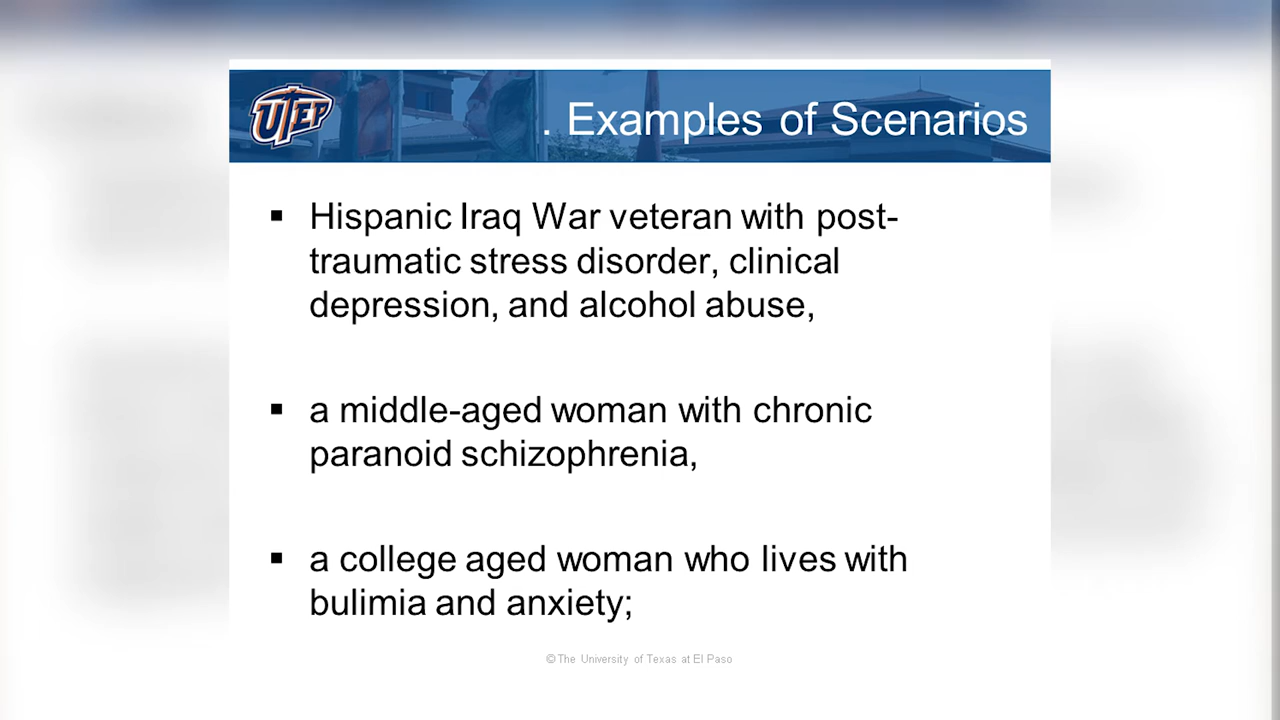 UTEP
. Examples of Scenarios
▪ Hispanic Iraq War veteran with post-
traumatic stress disorder, clinical
depression, and alcohol abuse,
▪ a middle-aged woman with chronic
paranoid schizophrenia,
▪ a college aged woman who lives with
bulimia and anxiety;
© The University of Texas at El Paso